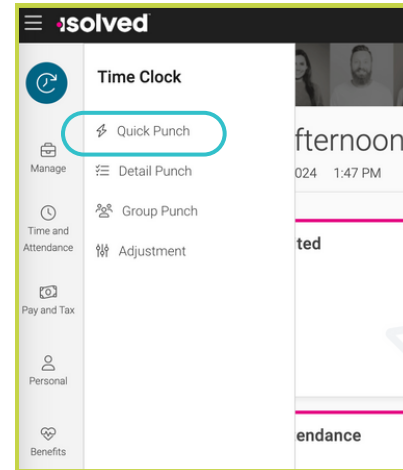 isolved
Time Clock
Quick Punch
Detail Punch
Group Punch
Adjustment
Manage
Time and
Attendance
Pay and Tax
Personal
Benefits
fternoon
024 1:47 PM
ted
endance